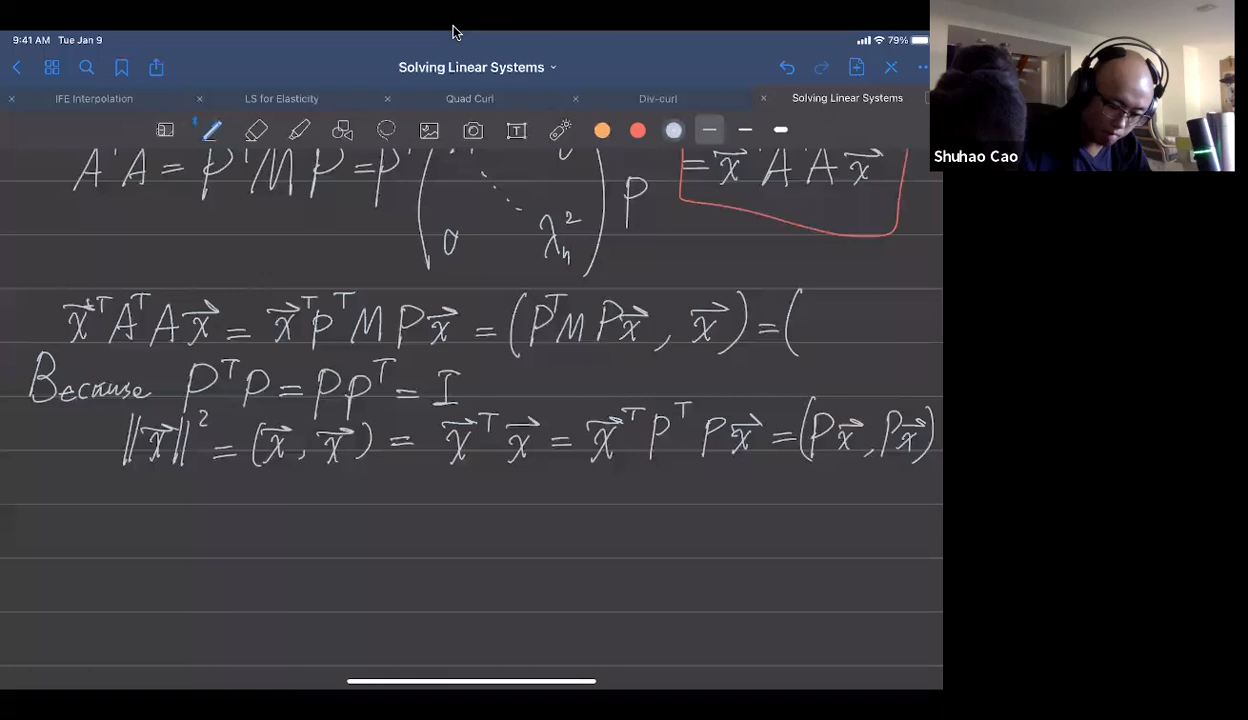 9:41 AM Tue Jan 9
79%
Solving Linear Systems
IFE Interpolation
LS for Elasticity
Quad Curl
Div-curl
Solving Linear Systems
Shuhao Cao
AᵀA = PᵀMP = Pᵀ ( 0 ⋱ 0 λₙ² ) P
= x⃗ᵀAᵀAx⃗
x⃗ᵀAᵀAx⃗ = x⃗ᵀPᵀMPx⃗ = (PᵀMPx⃗, x⃗) = (
Because PᵀP = PPᵀ = I
‖x⃗‖² = (x⃗, x⃗) = x⃗ᵀx⃗ = x⃗ᵀPᵀPx⃗ = (Px⃗, Px⃗)